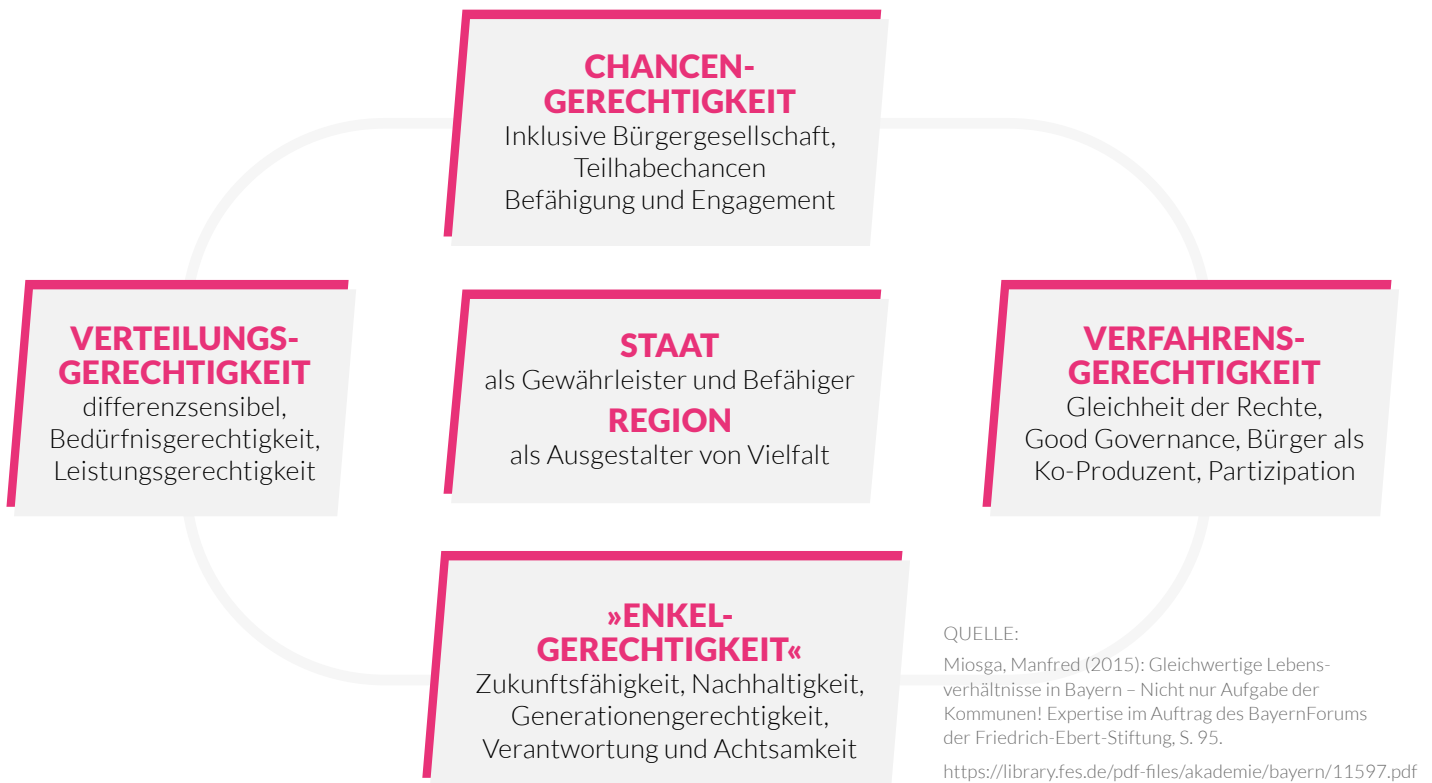 CHANCEN-
GERECHTIGKEIT
Inklusive Bürgergesellschaft,
Teilhabechancen
Befähigung und Engagement
VERTEILUNGS-
GERECHTIGKEIT
differenzsensibel,
Bedürfnisgerechtigkeit,
Leistungsgerechtigkeit
STAAT
als Gewährleister und Befähiger
REGION
als Ausgestalter von Vielfalt
VERFAHRENS-
GERECHTIGKEIT
Gleichheit der Rechte,
Good Governance, Bürger als
Ko-Produzent, Partizipation
»ENKEL-
GERECHTIGKEIT«
Zukunftsfähigkeit, Nachhaltigkeit,
Generationengerechtigkeit,
Verantwortung und Achtsamkeit
QUELLE:
Miosga, Manfred (2015): Gleichwertige Lebens-
verhältnisse in Bayern – Nicht nur Aufgabe der
Kommunen! Expertise im Auftrag des BayernForums
der Friedrich-Ebert-Stiftung, S. 95.
https://library.fes.de/pdf-files/akademie/bayern/11597.pdf